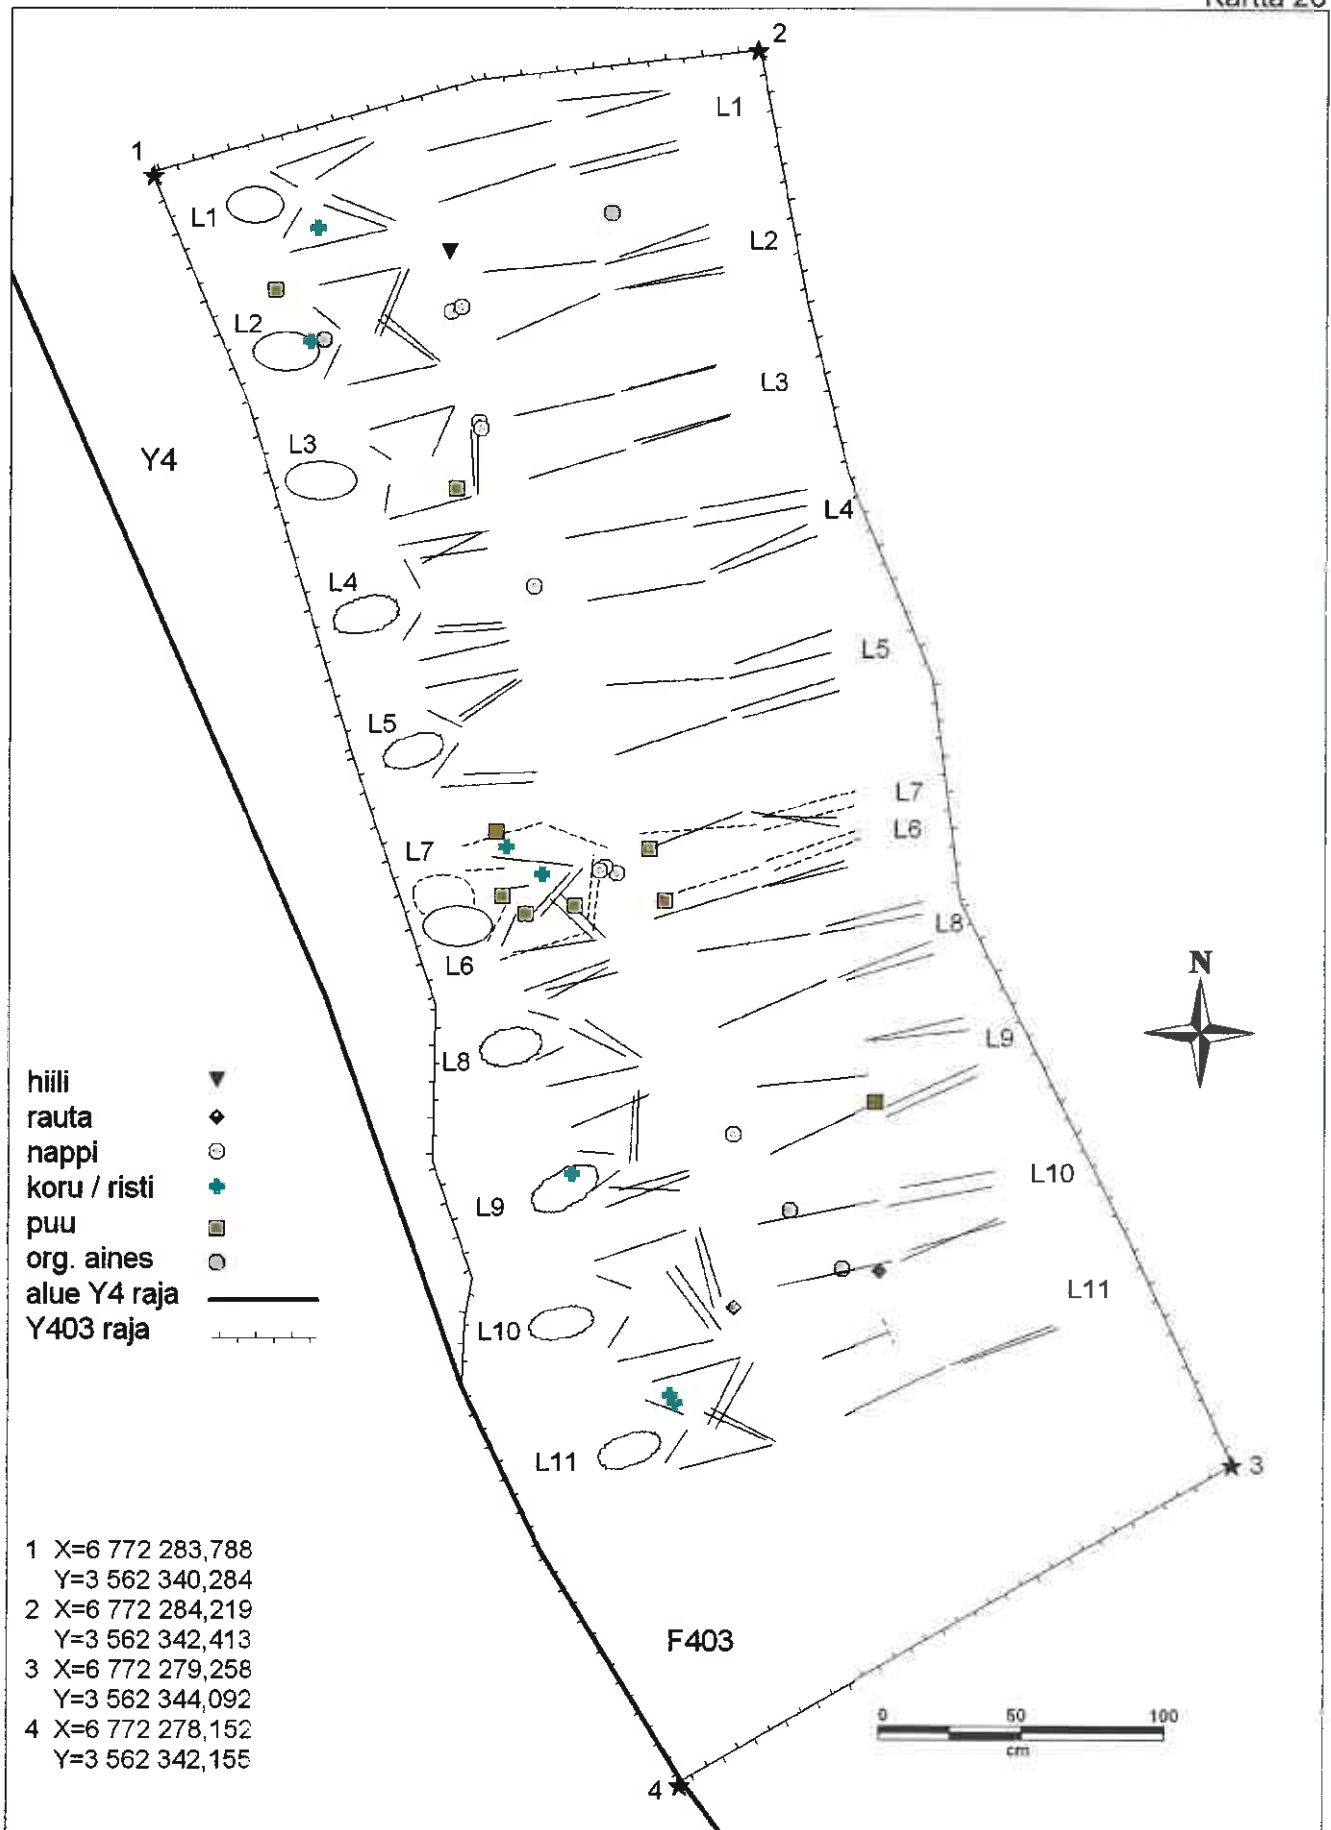 2
1
L1
L1
L2
L2
L3
L3
Y4
L4
L4
L5
L5
L7
L6
L7
L6
L8
L8
L9
L9
L10
L10
L11
L11
N
hiili
rauta
nappi
koru / risti
puu
org. aines
alue Y4 raja
Y403 raja
3
1 X=6 772 283,788
Y=3 562 340,284
2 X=6 772 284,219
Y=3 562 342,413
3 X=6 772 279,258
Y=3 562 344,092
4 X=6 772 278,152
Y=3 562 342,155
F403
0 50 100
cm
4